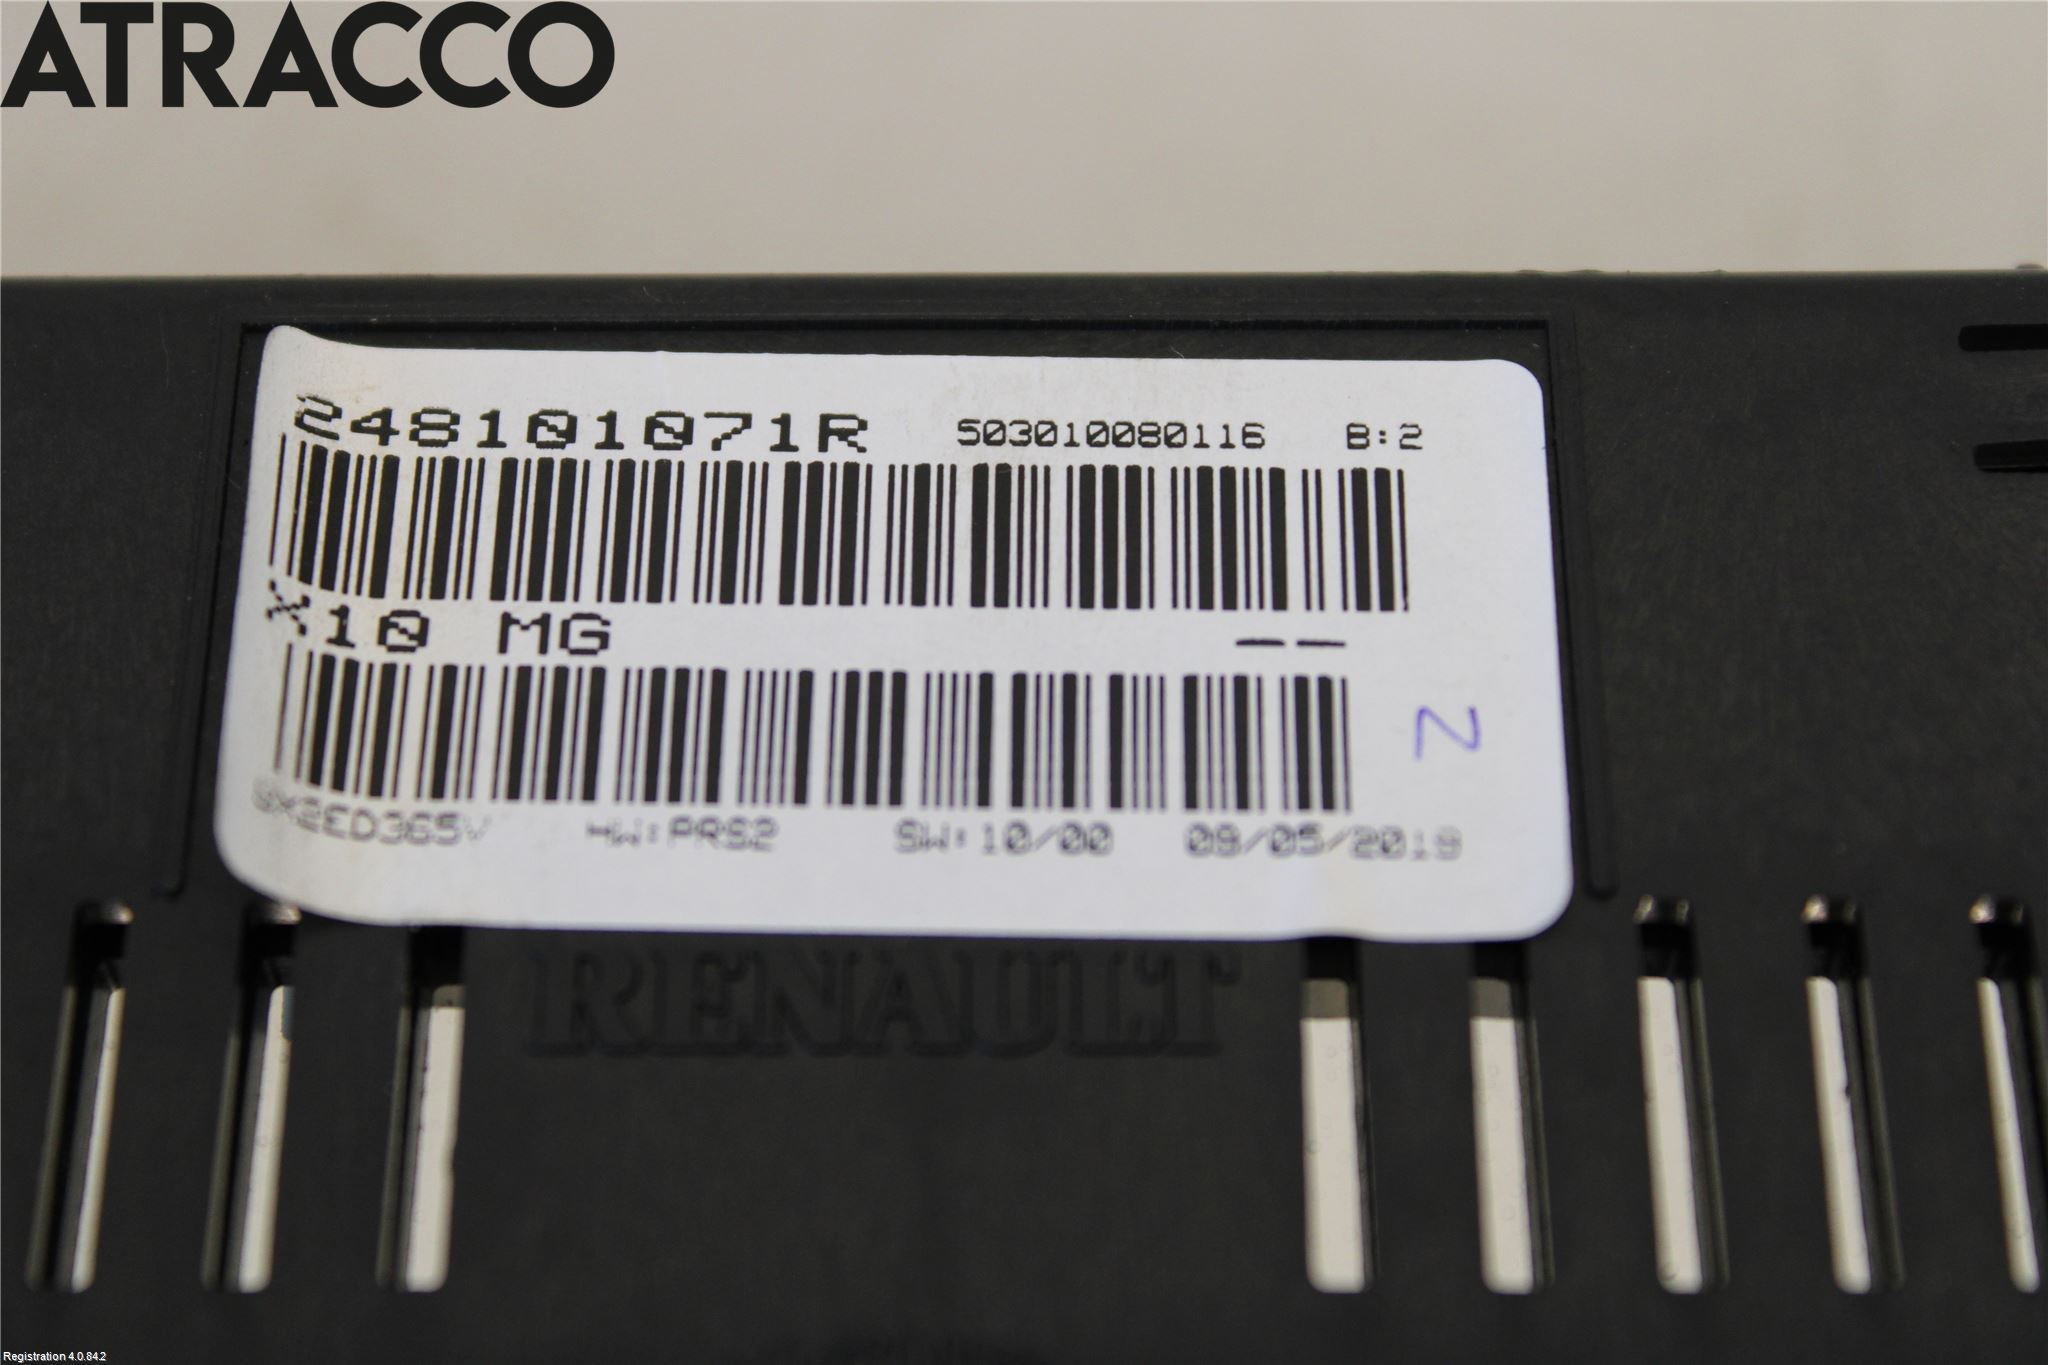 ATRACCO
248101071R 503010080116 B:2
X10 MG --
2
HW:PRS2 SW:10/00 09/05/2019
RENAULT
Registration 4.0.84.2